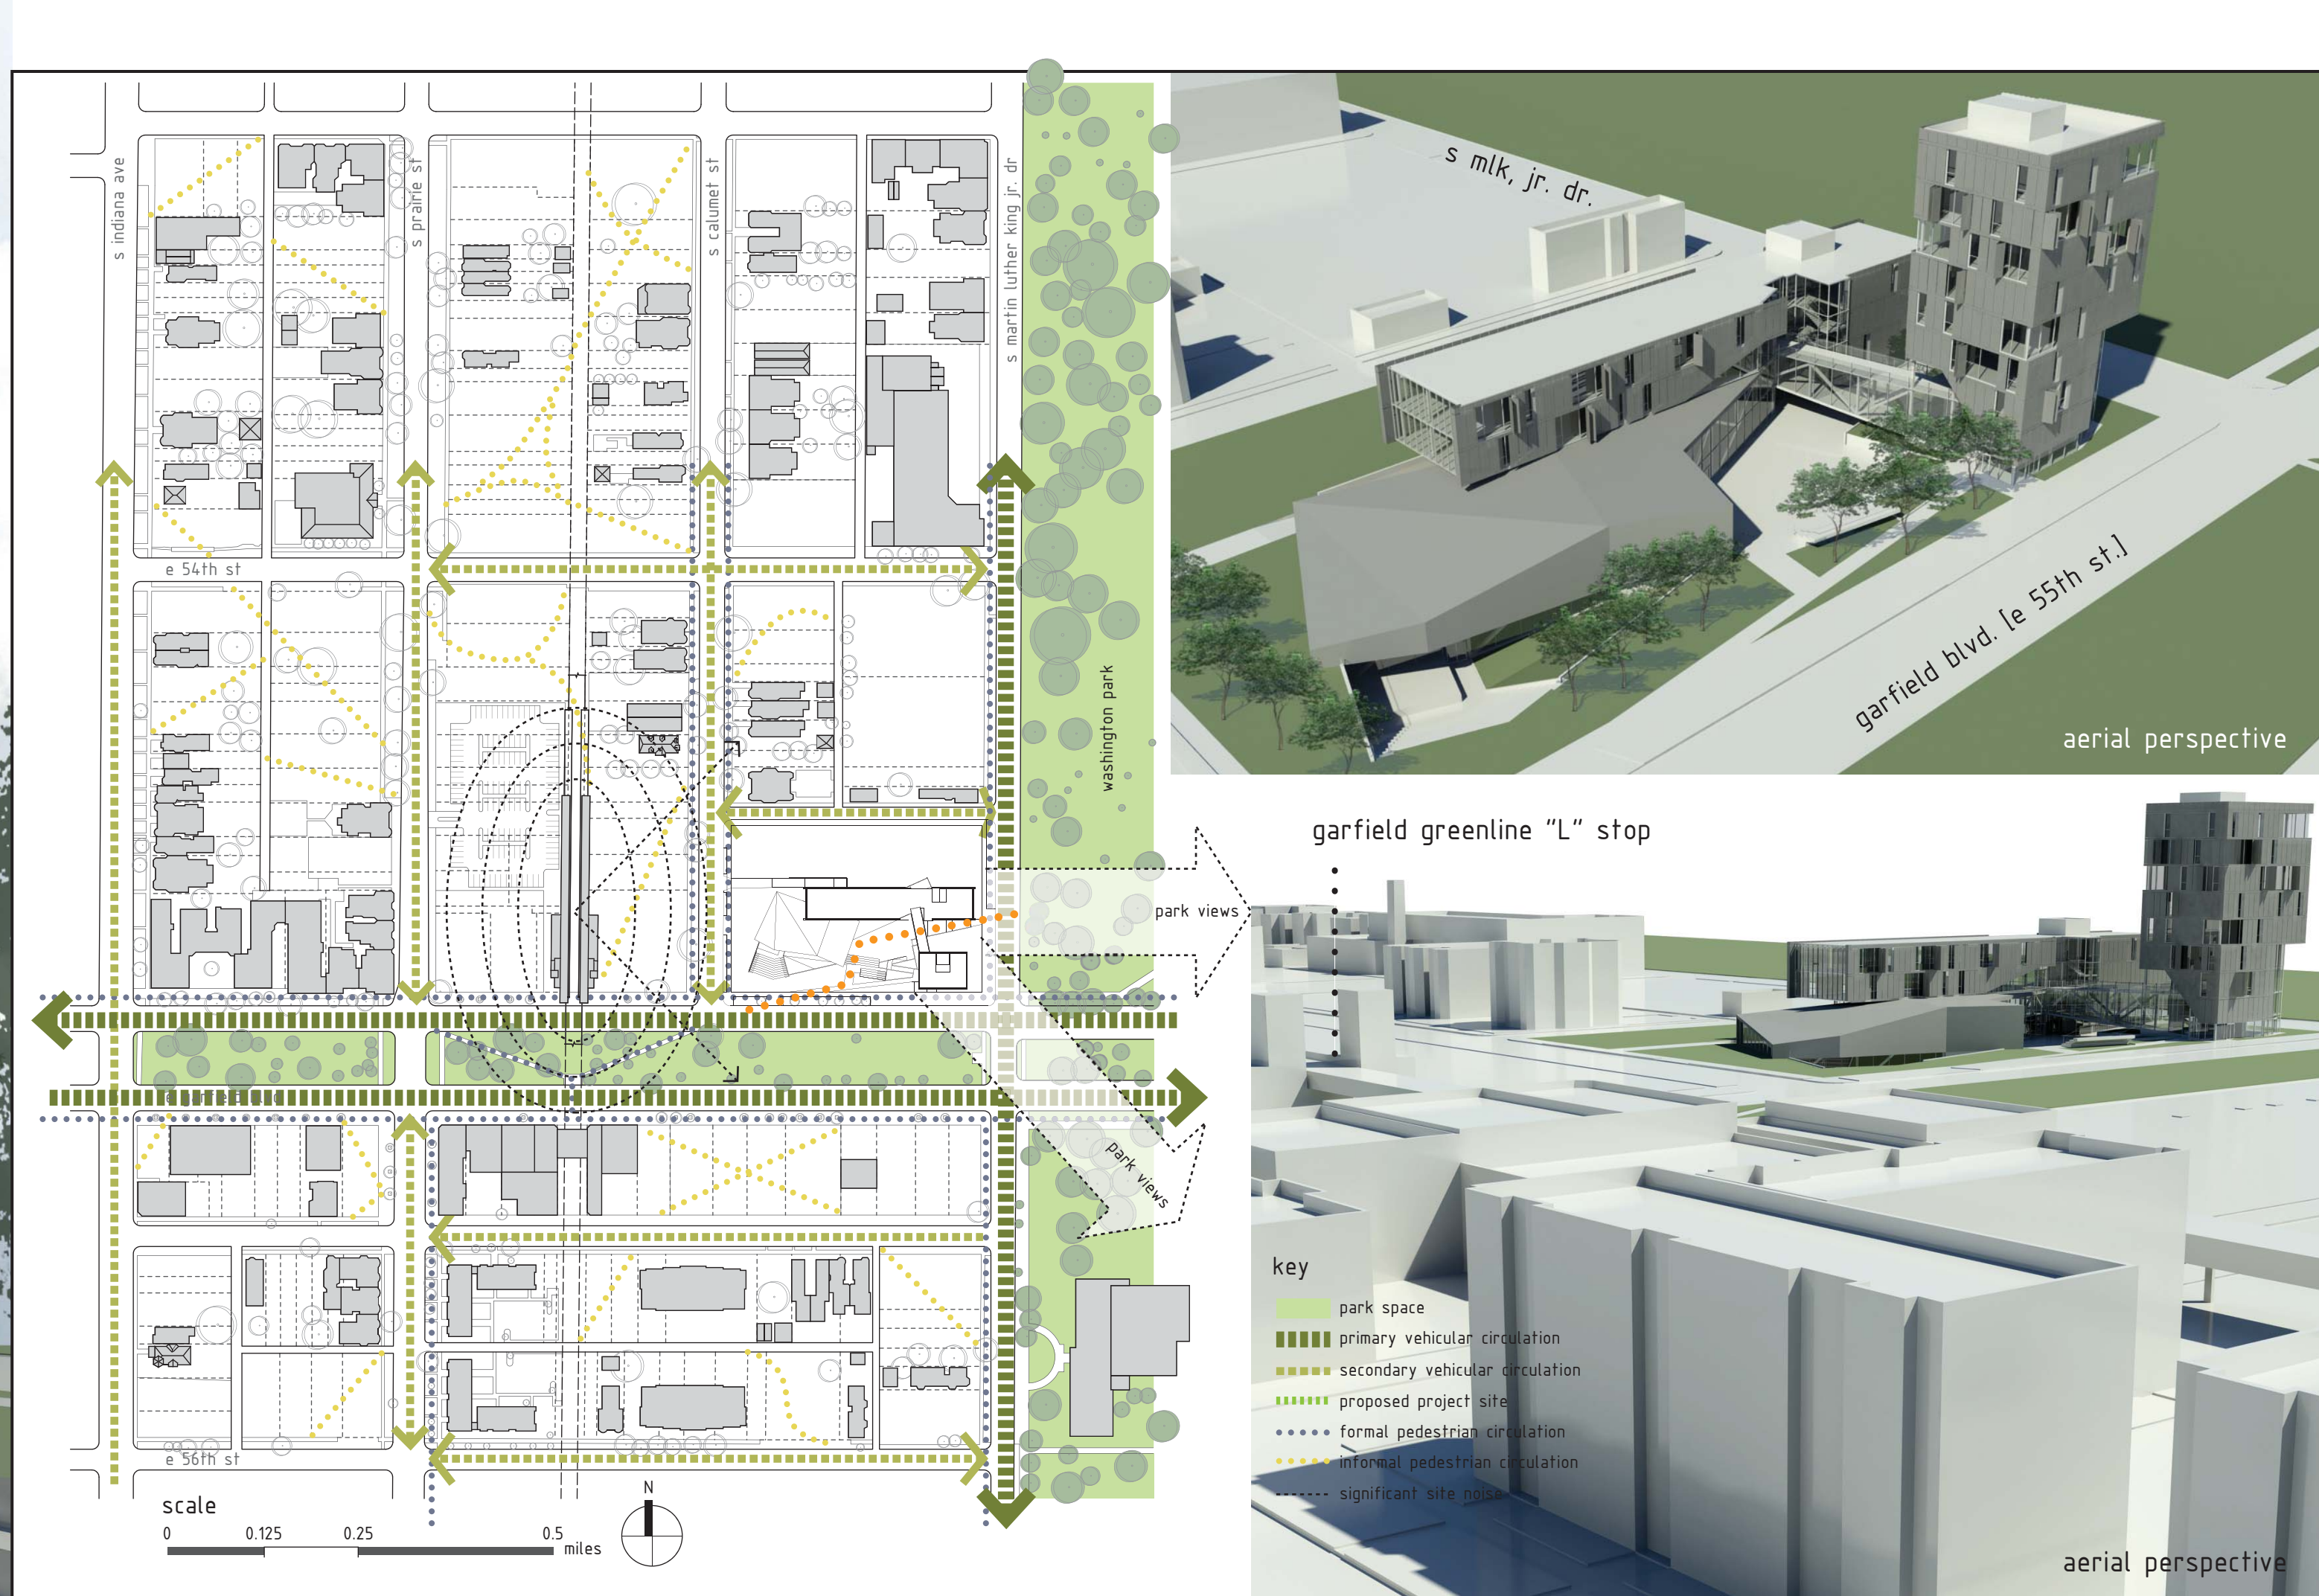 s indiana ave
s prairie st
s calumet st
s martin luther king jr. dr
e 54th st
washington park
park views
park views
e garfield blvd
e 56th st
scale
0 0.125 0.25 0.5
miles
N
s mlk, jr. dr.
garfield blvd. [e 55th st.]
aerial perspective
garfield greenline "L" stop
key
park space
primary vehicular circulation
secondary vehicular circulation
proposed project site
formal pedestrian circulation
informal pedestrian circulation
significant site noise
aerial perspective